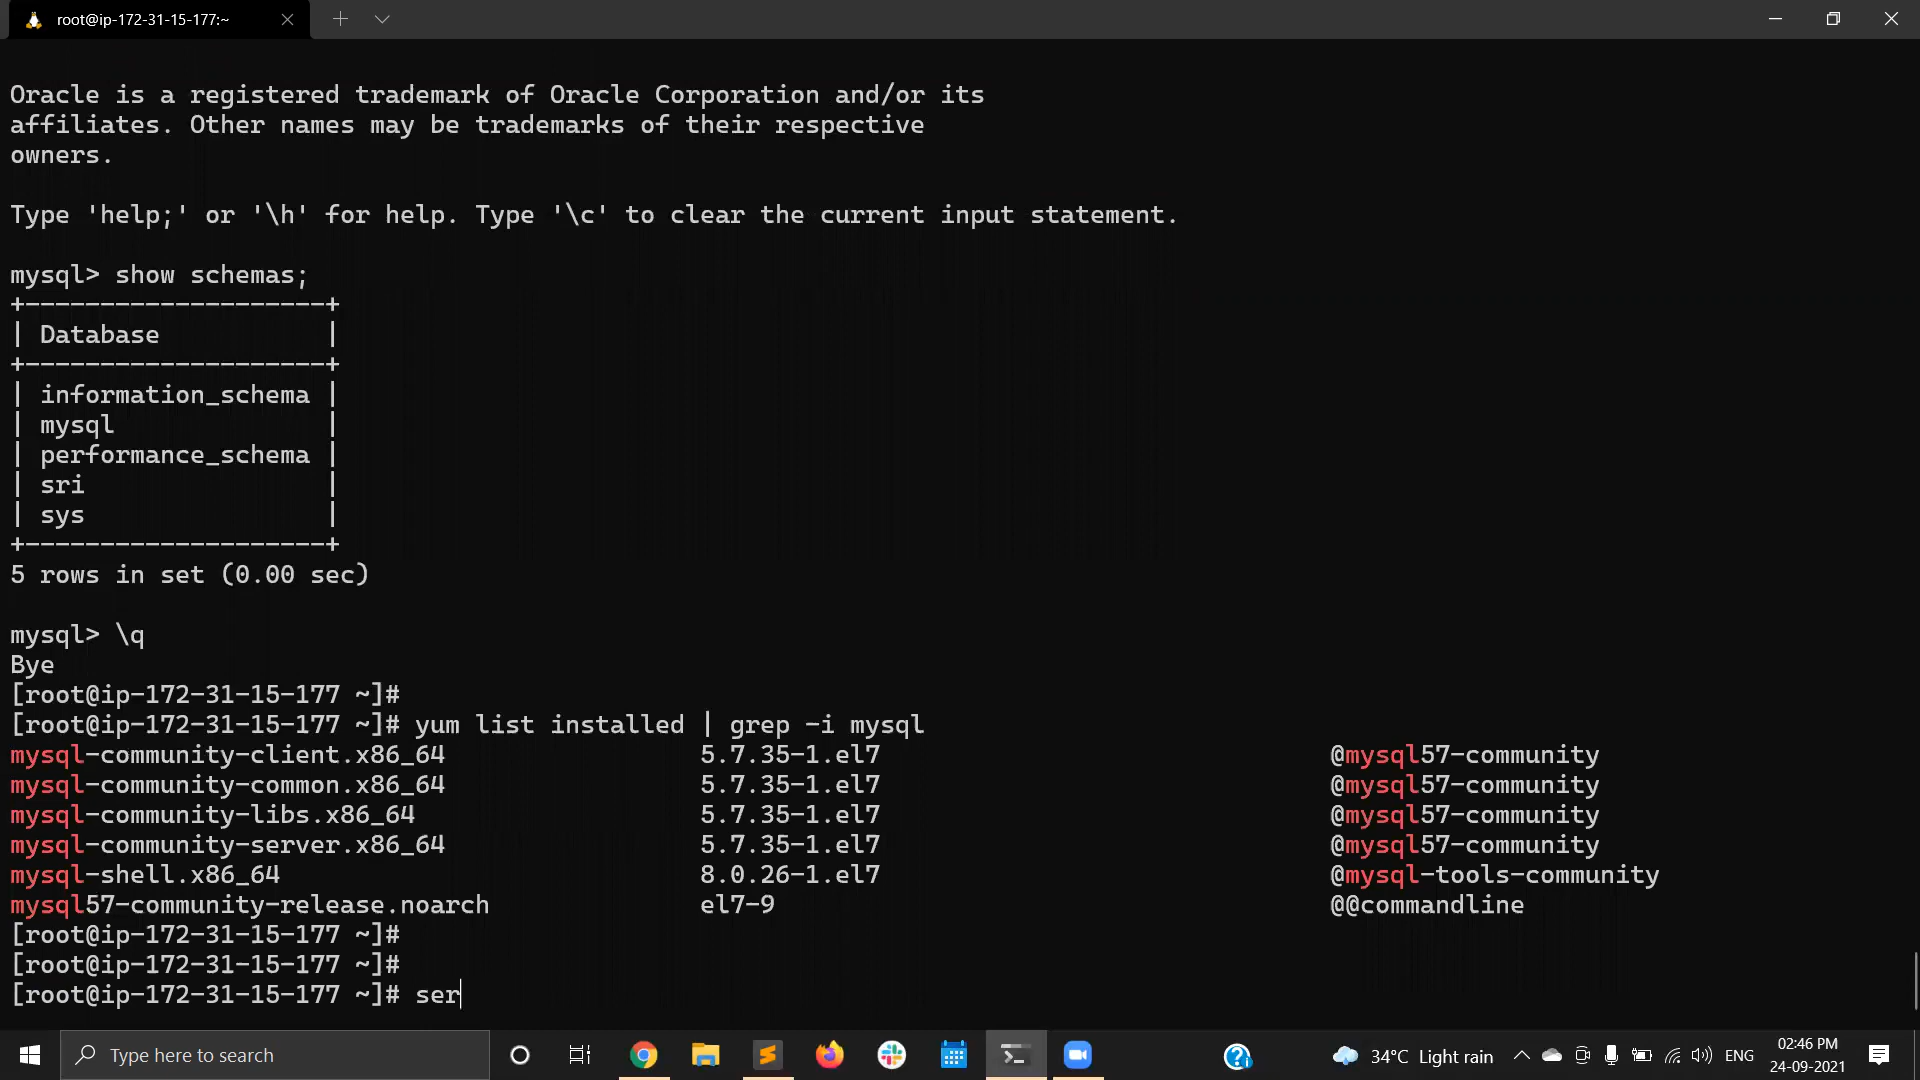 root@ip-172-31-15-177:~
Oracle is a registered trademark of Oracle Corporation and/or its
affiliates. Other names may be trademarks of their respective
owners.
Type 'help;' or '\h' for help. Type '\c' to clear the current input statement.
mysql> show schemas;
+--------------------+
| Database           |
+--------------------+
| information_schema |
| mysql              |
| performance_schema |
| sri                |
| sys                |
+--------------------+
5 rows in set (0.00 sec)
mysql> \q
Bye
[root@ip-172-31-15-177 ~]#
[root@ip-172-31-15-177 ~]# yum list installed | grep -i mysql
mysql-community-client.x86_64 5.7.35-1.el7 @mysql57-community
mysql-community-common.x86_64 5.7.35-1.el7 @mysql57-community
mysql-community-libs.x86_64 5.7.35-1.el7 @mysql57-community
mysql-community-server.x86_64 5.7.35-1.el7 @mysql57-community
mysql-shell.x86_64 8.0.26-1.el7 @mysql-tools-community
mysql57-community-release.noarch el7-9 @@commandline
[root@ip-172-31-15-177 ~]#
[root@ip-172-31-15-177 ~]#
[root@ip-172-31-15-177 ~]# ser
Type here to search
34°C Light rain
ENG
02:46 PM
24-09-2021